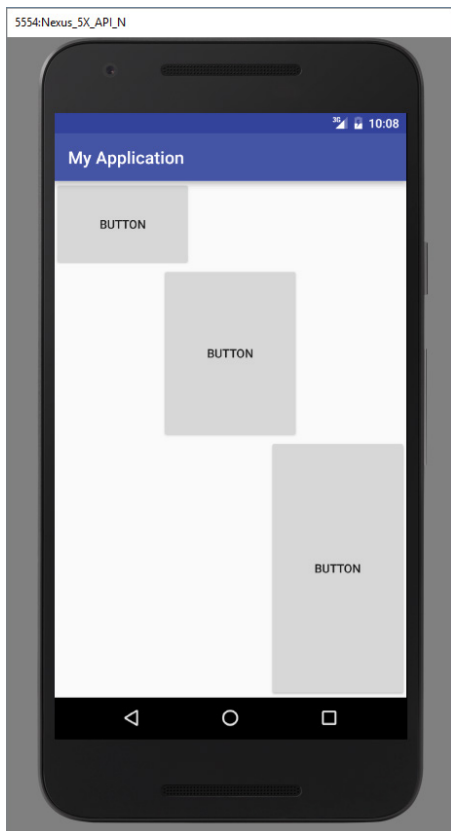 5554:Nexus_5X_API_N
3G 10:08
My Application
BUTTON
BUTTON
BUTTON